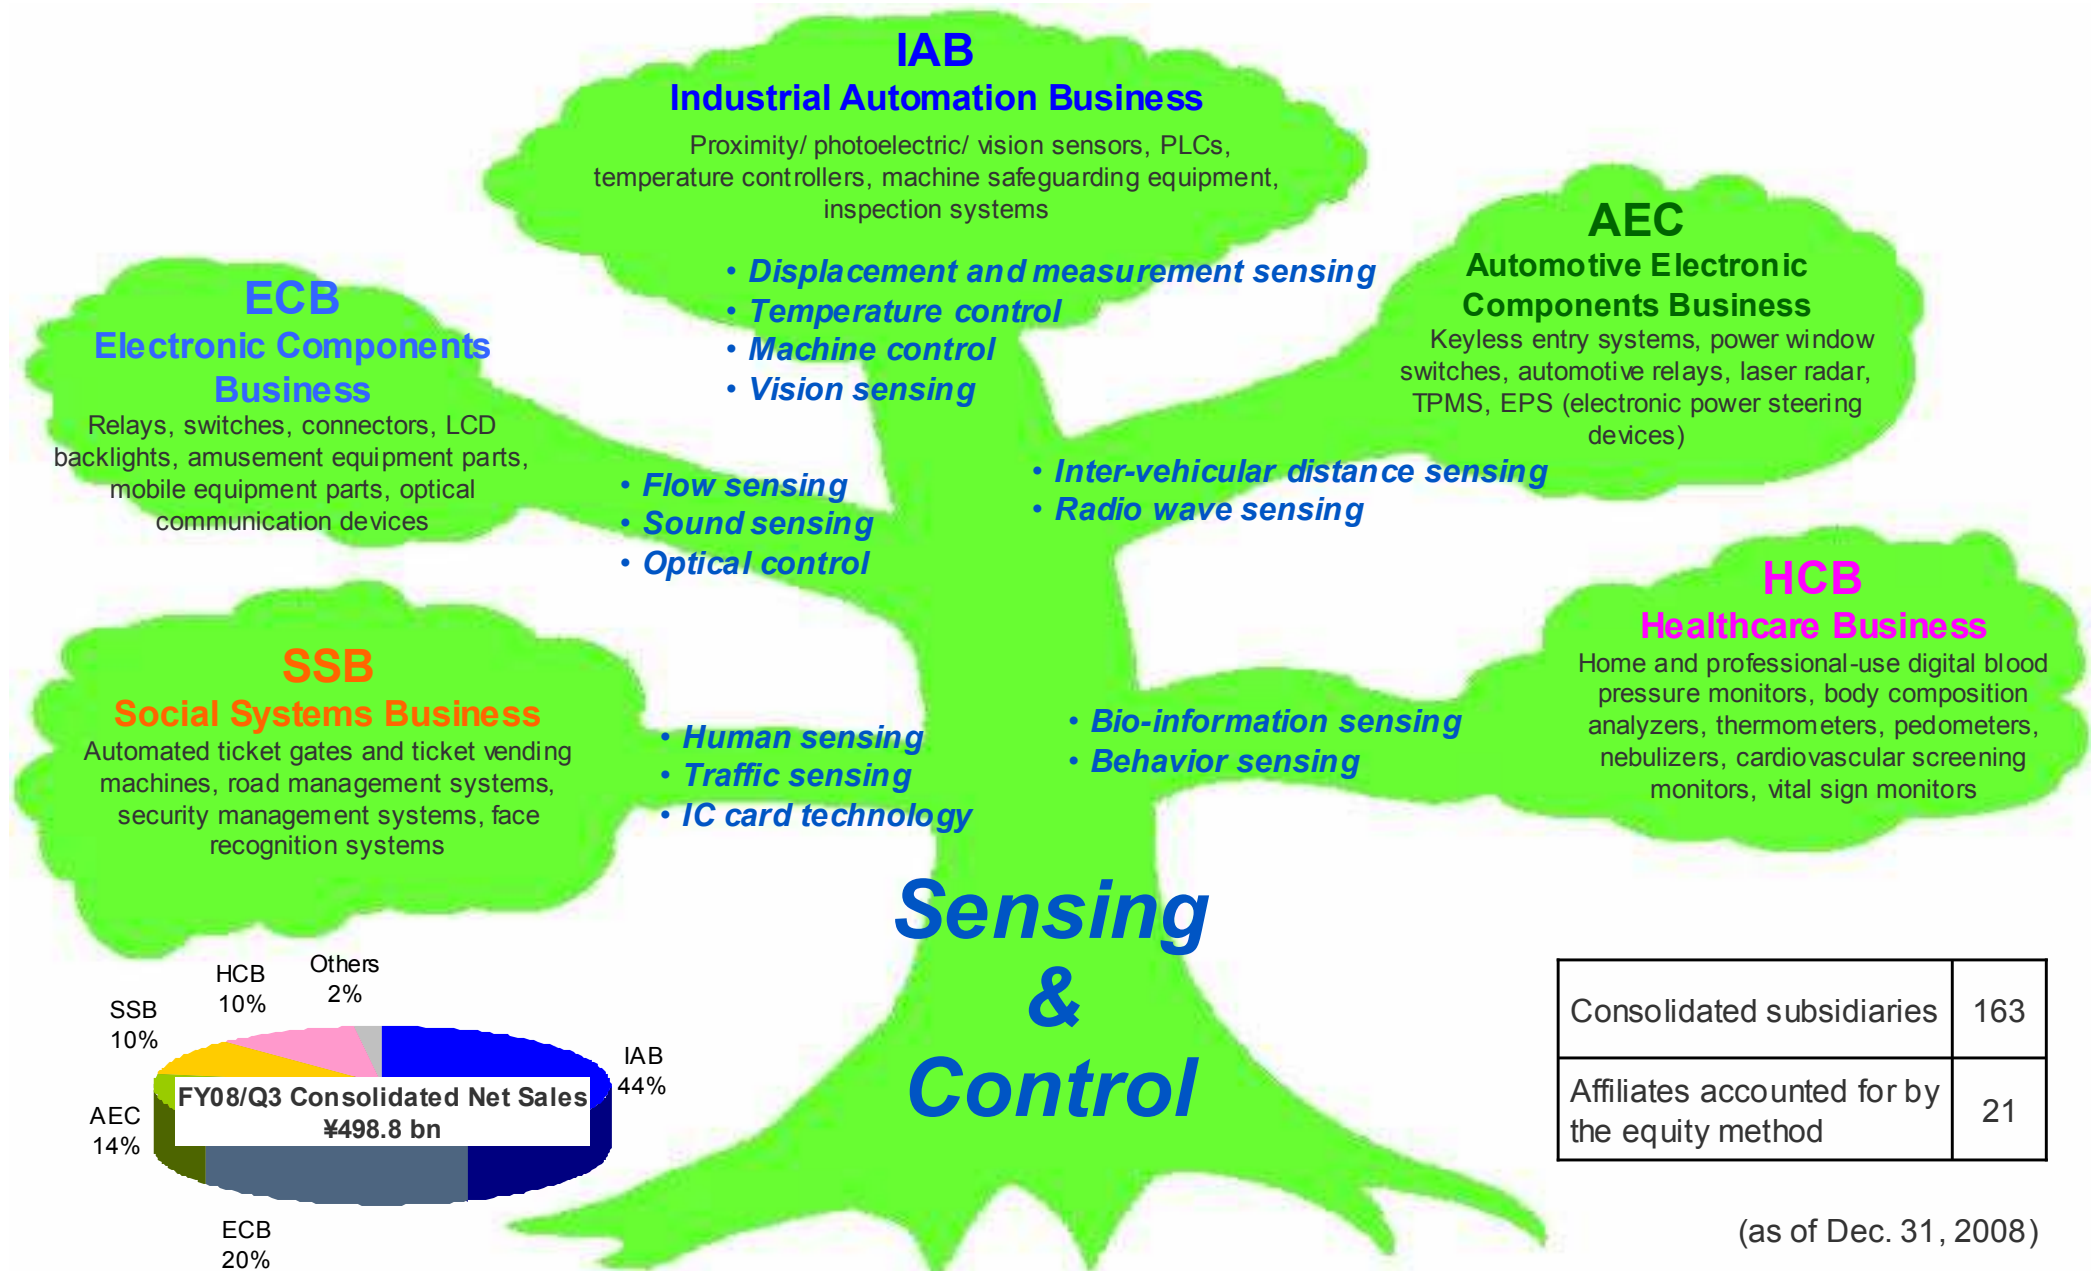 IAB
Industrial Automation Business
Proximity/ photoelectric/ vision sensors, PLCs,
temperature controllers, machine safeguarding equipment,
inspection systems
• Displacement and measurement sensing
• Temperature control
• Machine control
• Vision sensing
AEC
Automotive Electronic
Components Business
Keyless entry systems, power window
switches, automotive relays, laser radar,
TPMS, EPS (electronic power steering
devices)
• Inter-vehicular distance sensing
• Radio wave sensing
ECB
Electronic Components
Business
Relays, switches, connectors, LCD
backlights, amusement equipment parts,
mobile equipment parts, optical
communication devices
• Flow sensing
• Sound sensing
• Optical control
HCB
Healthcare Business
Home and professional-use digital blood
pressure monitors, body composition
analyzers, thermometers, pedometers,
nebulizers, cardiovascular screening
monitors, vital sign monitors
• Bio-information sensing
• Behavior sensing
SSB
Social Systems Business
Automated ticket gates and ticket vending
machines, road management systems,
security management systems, face
recognition systems
• Human sensing
• Traffic sensing
• IC card technology
Sensing
&
Control
Others
2%
HCB
10%
SSB
10%
IAB
44%
AEC
14%
ECB
20%
FY08/Q3 Consolidated Net Sales
¥498.8 bn
Consolidated subsidiaries 163
Affiliates accounted for by
the equity method 21
(as of Dec. 31, 2008)